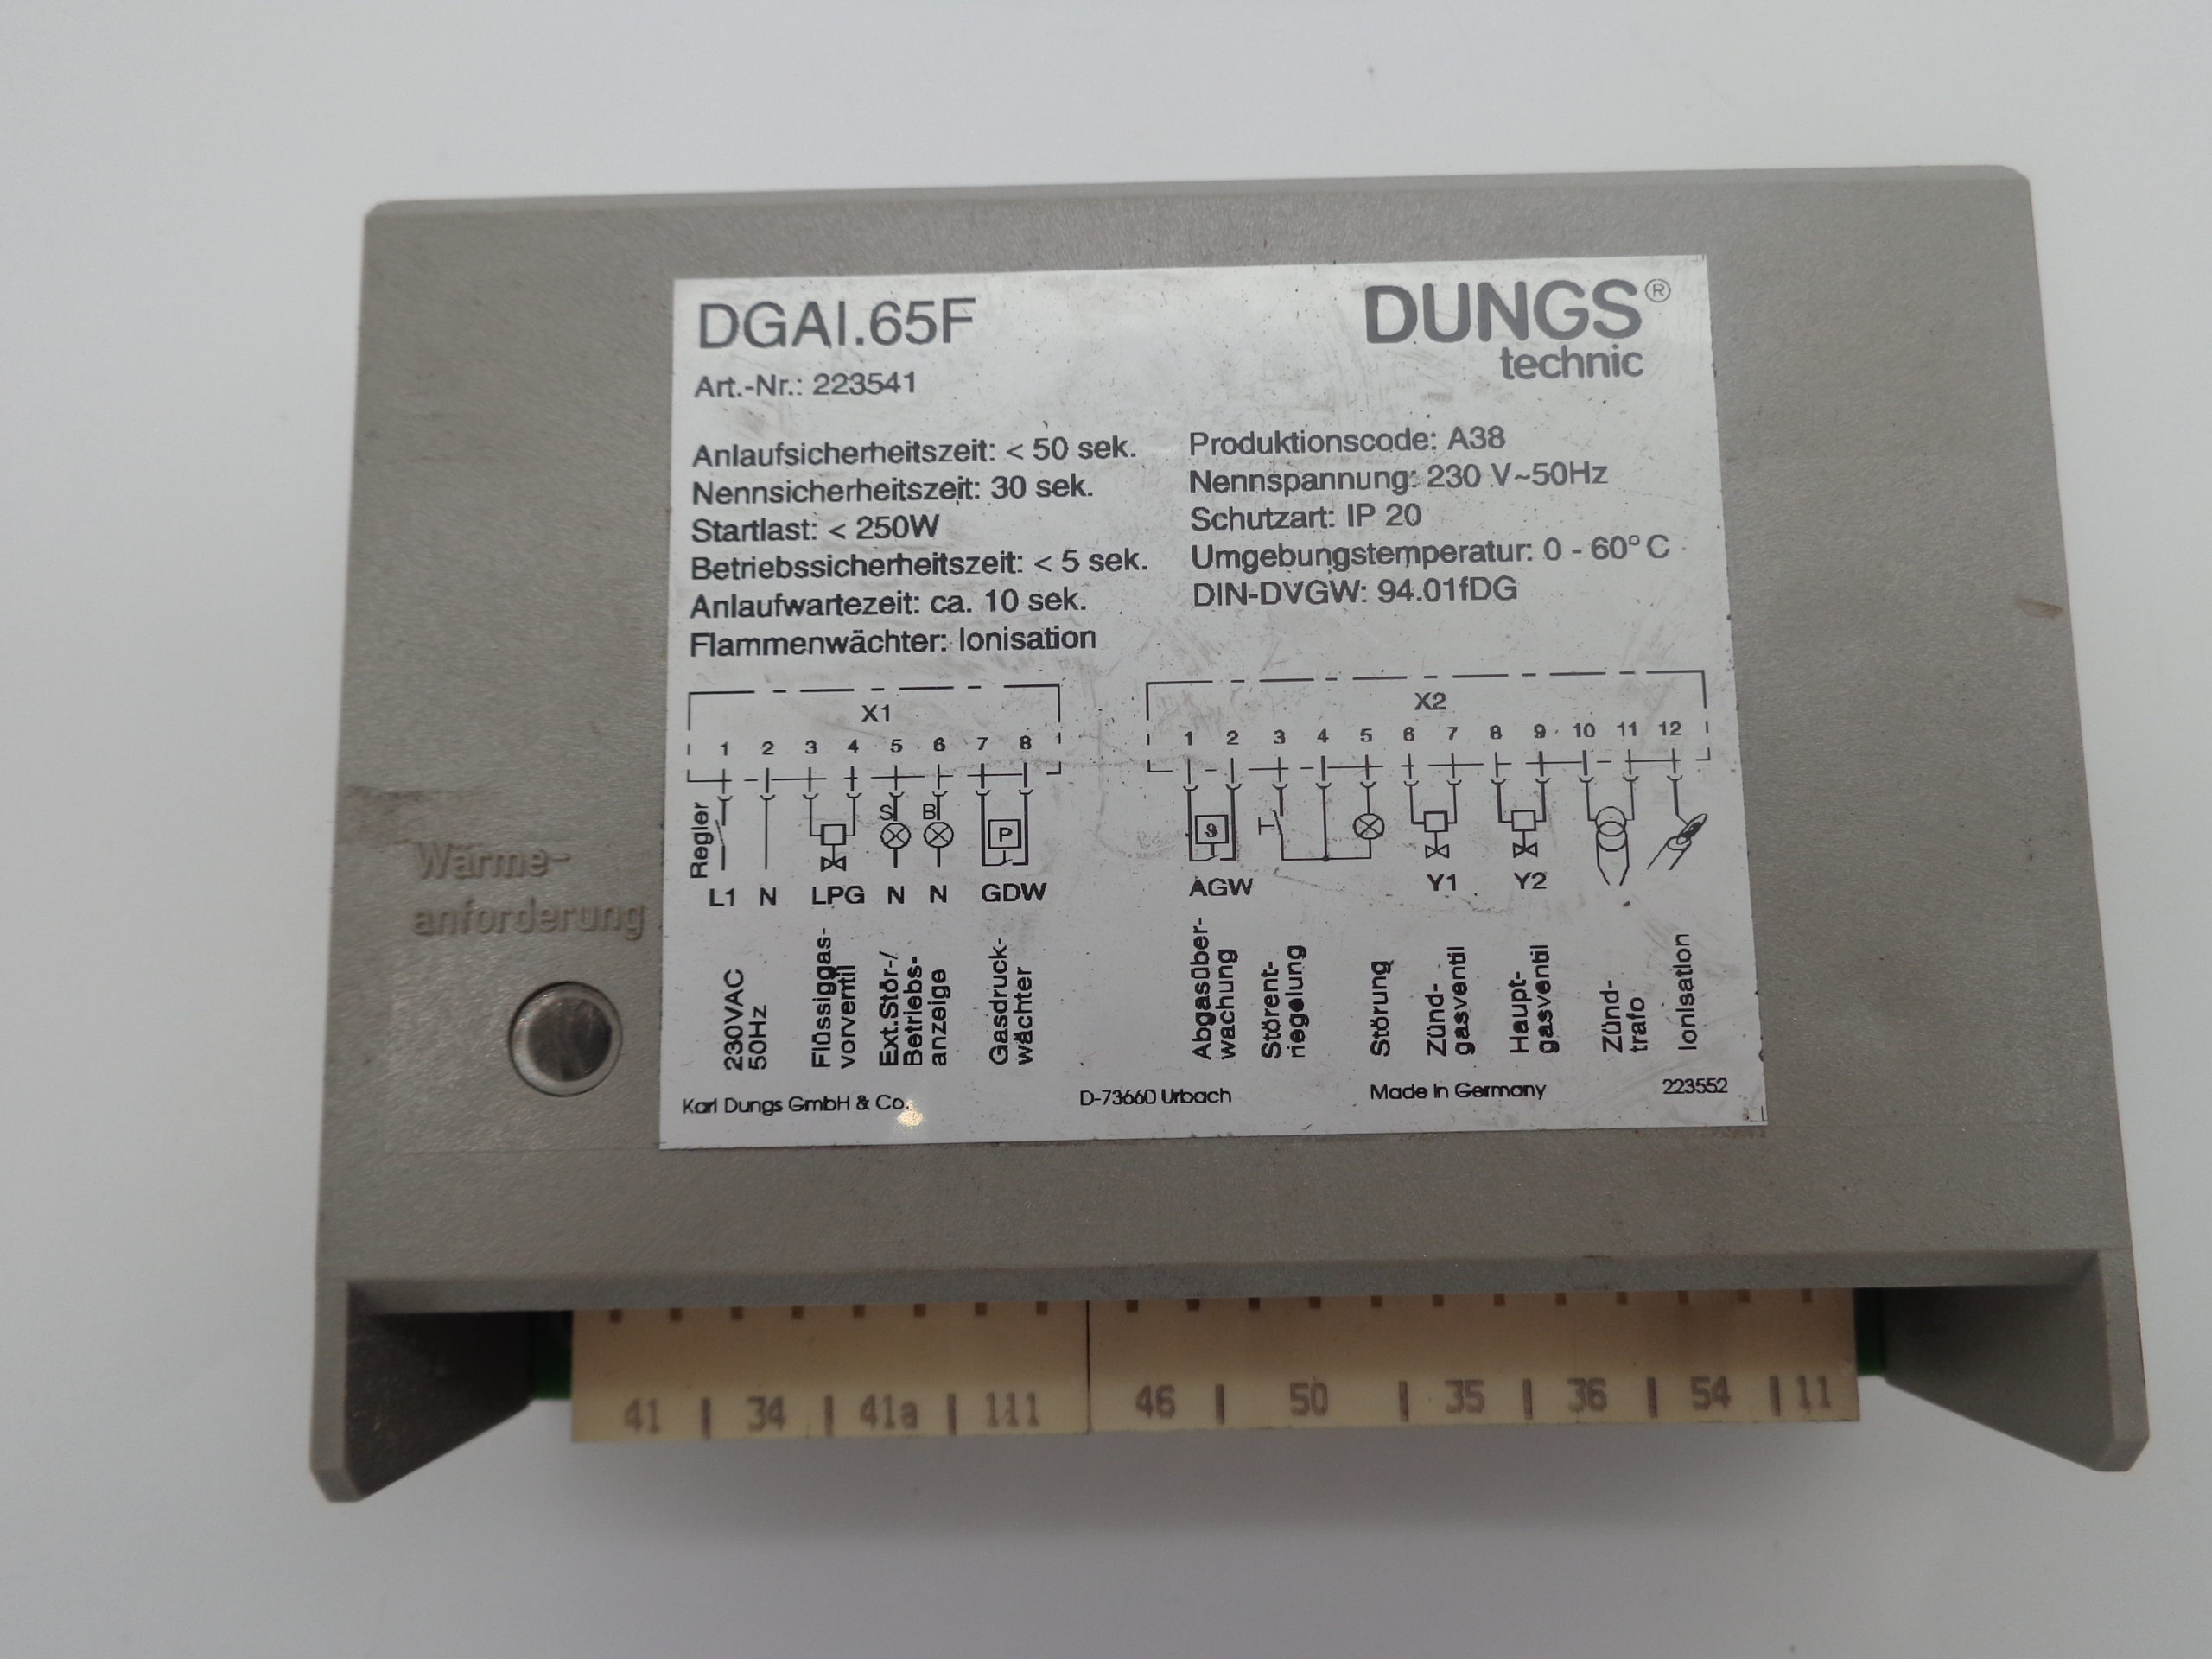 DGAI.65F
DUNGS®
technic
Art.-Nr.: 223541
Anlaufsicherheitszeit: < 50 sek.
Nennsicherheitszeit: 30 sek.
Startlast: < 250W
Betriebssicherheitszeit: < 5 sek.
Anlaufwartezeit: ca. 10 sek.
Flammenwächter: Ionisation
Produktionscode: A38
Nennspannung: 230 V~50Hz
Schutzart: IP 20
Umgebungstemperatur: 0 - 60° C
DIN-DVGW: 94.01fDG
X1
1 2 3 4 5 6 7 8
Regler
S B
P
L1 N LPG N N GDW
230VAC
50Hz
Flüssiggas-
vorventil
Ext.Stör-/
Betriebs-
anzeige
Gasdruck-
wächter
X2
1 2 3 4 5 6 7 8 9 10 11 12
ϑ
AGW Y1 Y2
Abgasüber-
wachung
Störent-
riegelung
Störung
Zünd-
gasventil
Haupt-
gasventil
Zünd-
trafo
Ionisation
Karl Dungs GmbH & Co. D-73660 Urbach Made in Germany 223552
Wärme-
anforderung
41 | 34 | 41a | 111
46 | 50 | 35 | 36 | 54 | 11